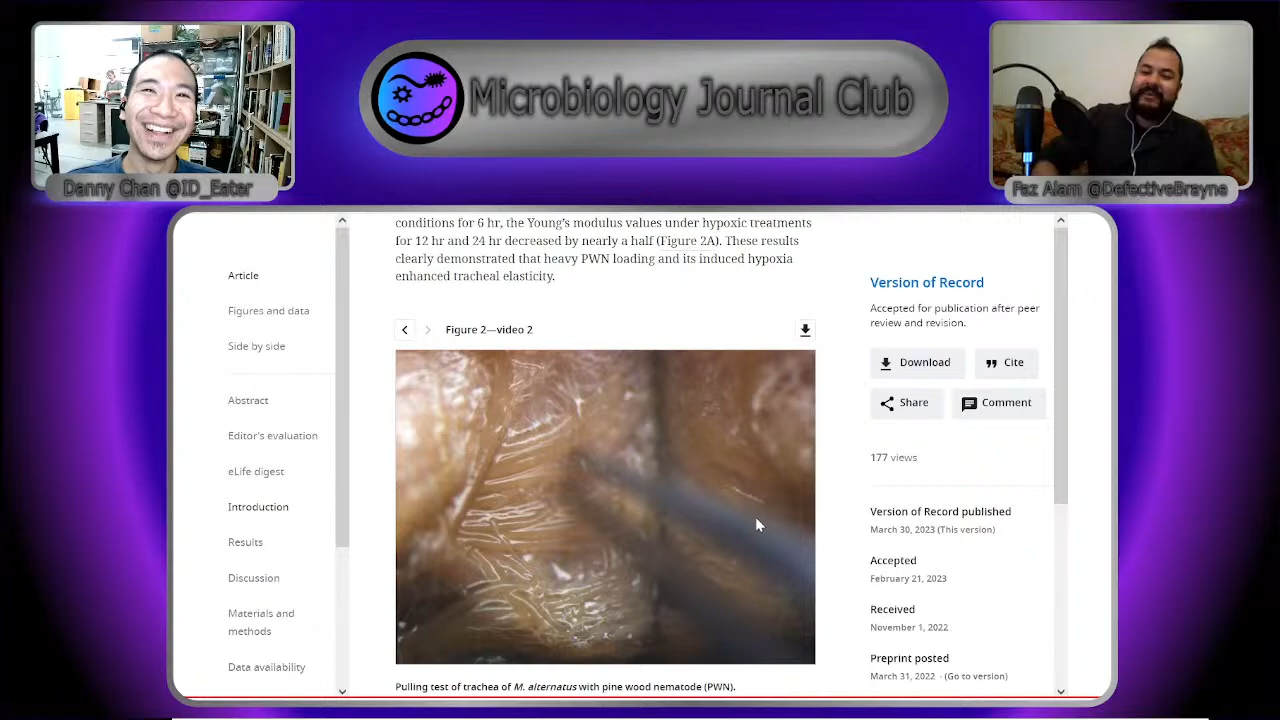 Microbiology Journal Club
Danny Chan @ID_Eater
Faz Alam @DefectiveBrayne
Article
Figures and data
Side by side
Abstract
Editor's evaluation
eLife digest
Introduction
Results
Discussion
Materials and
methods
Data availability
conditions for 6 hr, the Young's modulus values under hypoxic treatments
for 12 hr and 24 hr decreased by nearly a half (Figure 2A). These results
clearly demonstrated that heavy PWN loading and its induced hypoxia
enhanced tracheal elasticity.
Figure 2—video 2
Pulling test of trachea of M. alternatus with pine wood nematode (PWN).
Version of Record
Accepted for publication after peer
review and revision.
Download
Cite
Share
Comment
177 views
Version of Record published
March 30, 2023 (This version)
Accepted
February 21, 2023
Received
November 1, 2022
Preprint posted
March 31, 2022 · (Go to version)